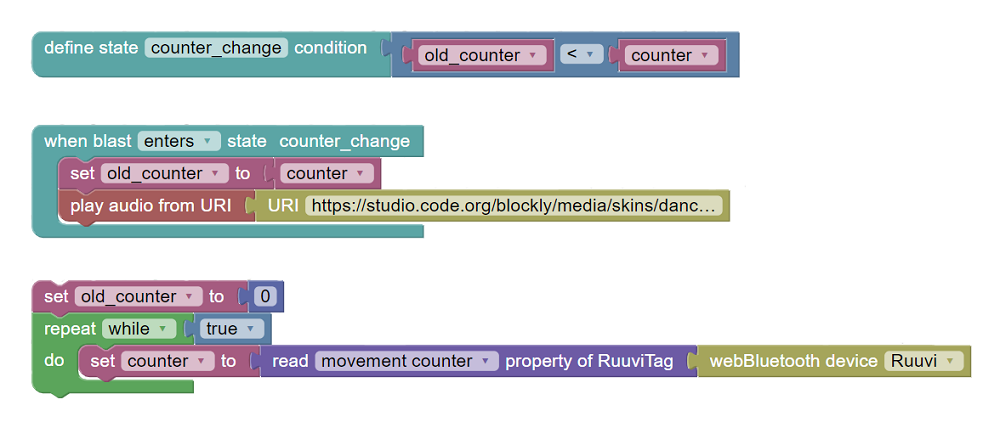 define state counter_change condition old_counter < counter
when blast enters state counter_change
set old_counter to counter
play audio from URI URI https://studio.code.org/blockly/media/skins/danc…
set old_counter to 0
repeat while true
do set counter to read movement counter property of RuuviTag webBluetooth device Ruuvi